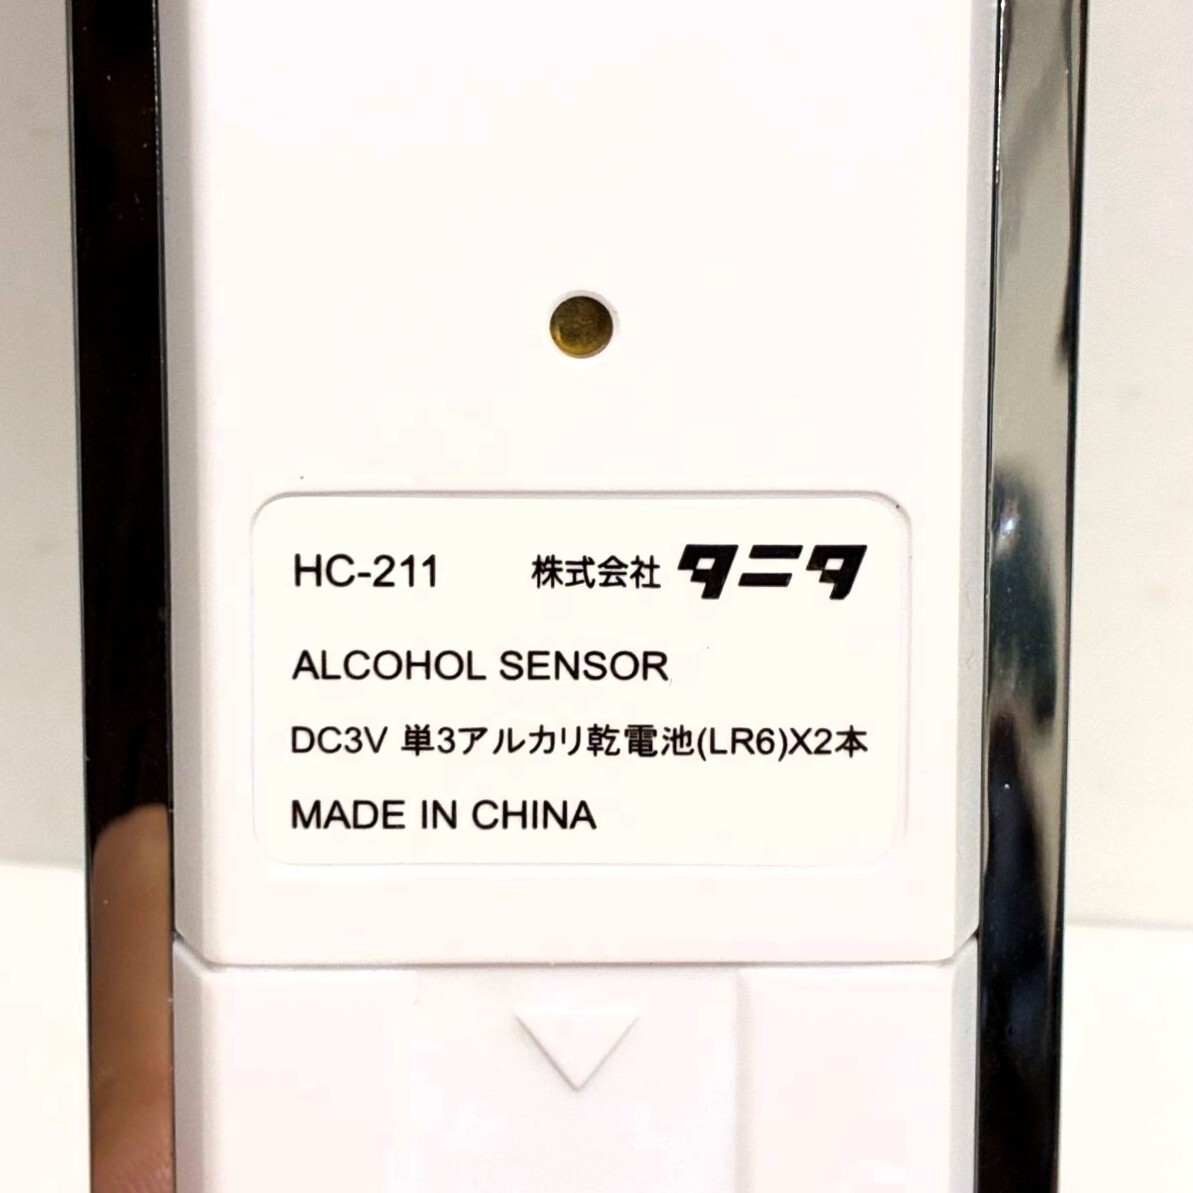 HC-211 株式会社 タニタ
ALCOHOL SENSOR
DC3V 単3アルカリ乾電池(LR6)X2本
MADE IN CHINA